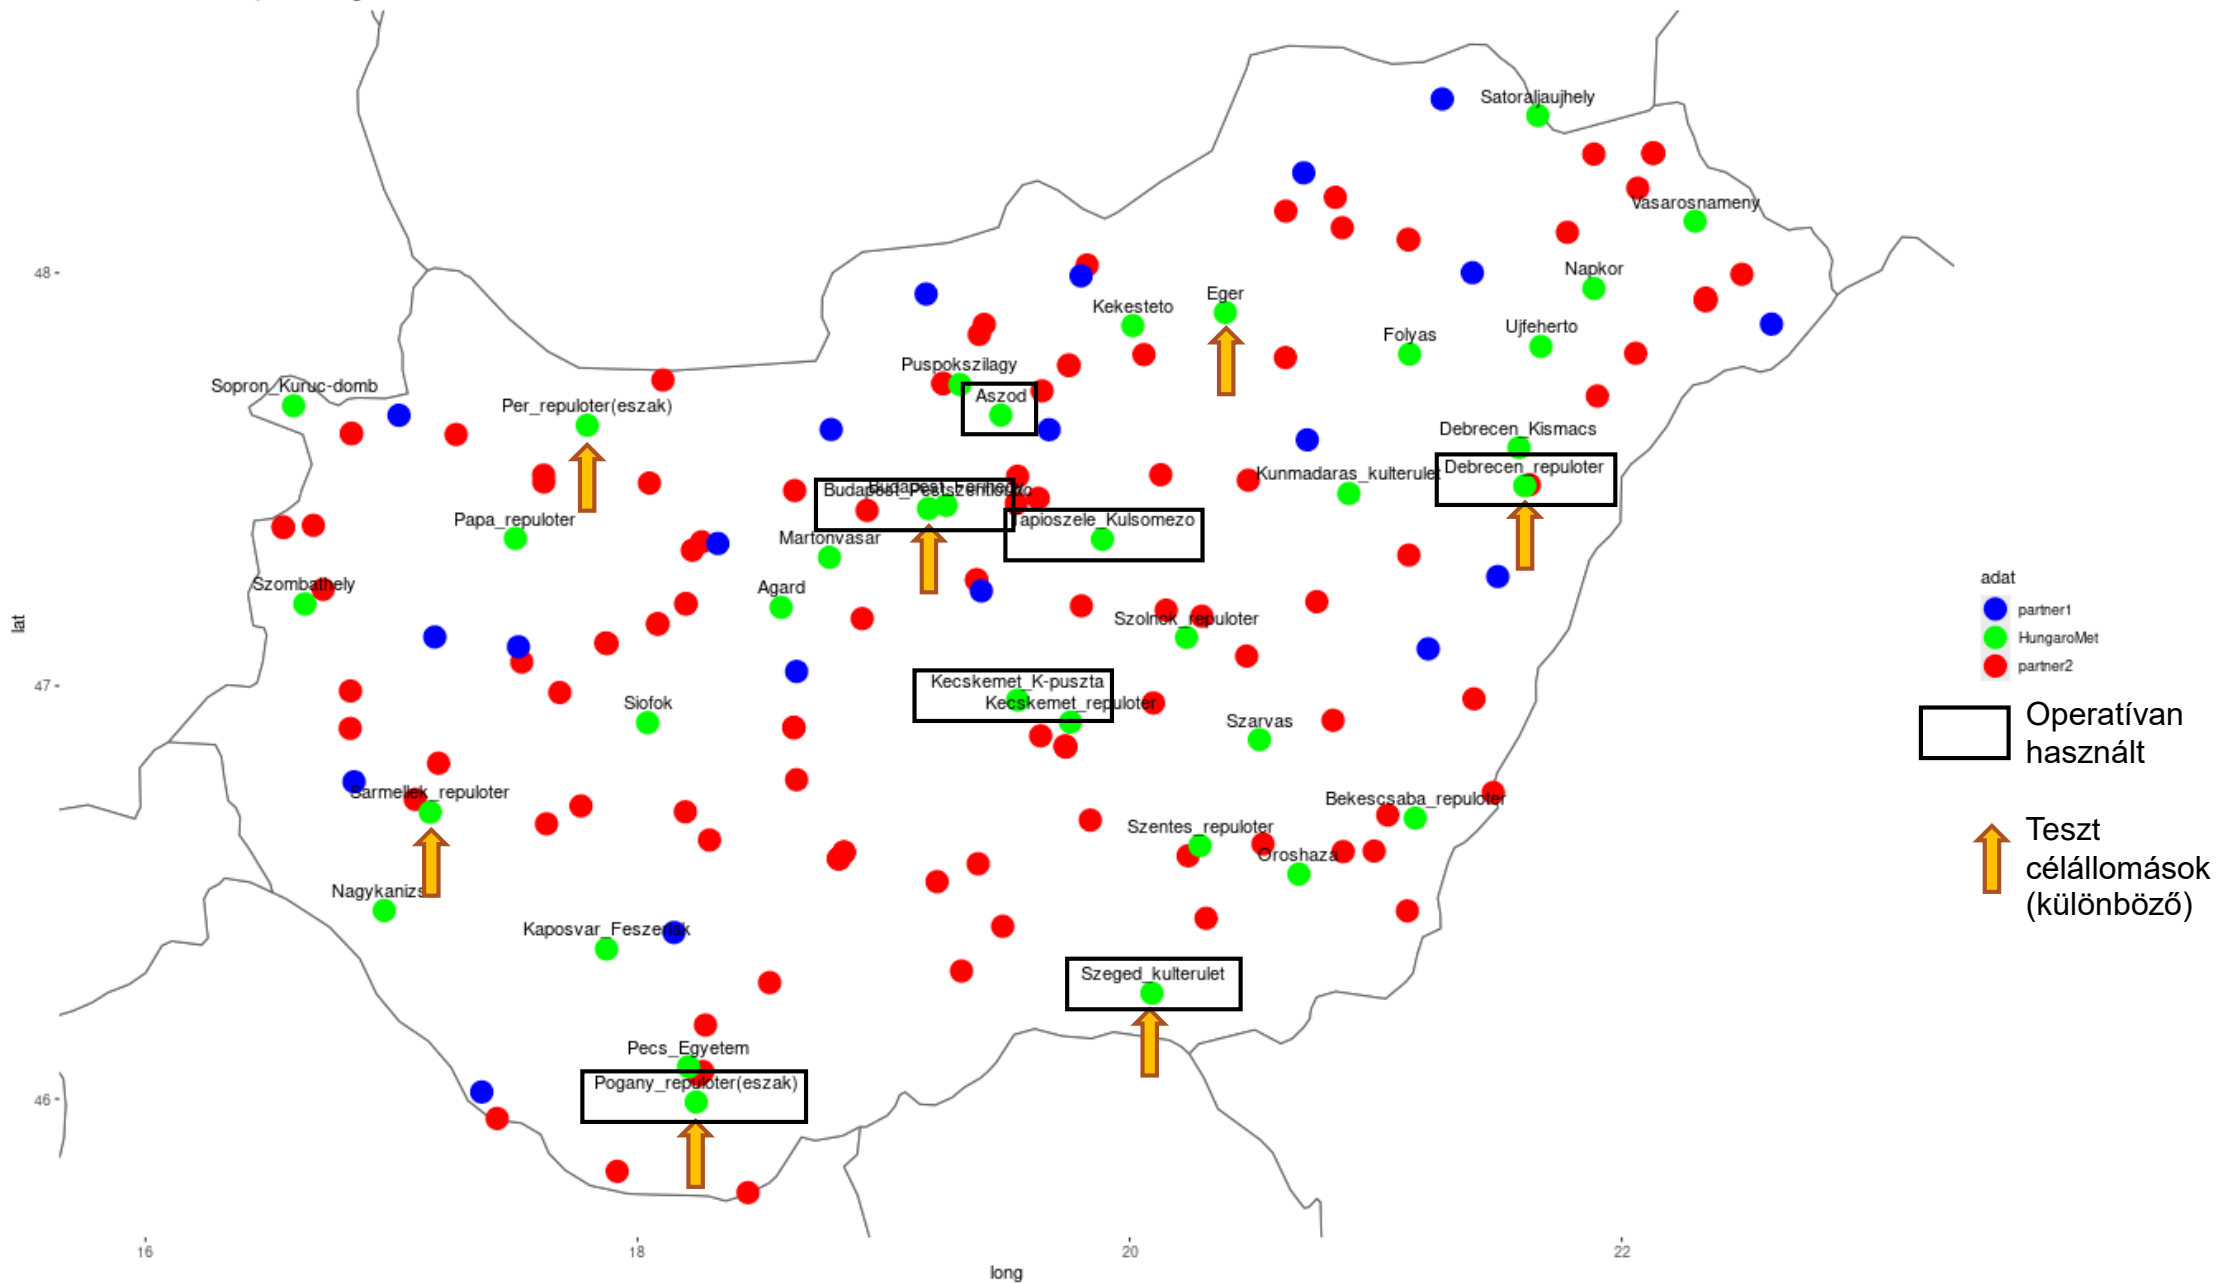 Satoraljaujhely
Vasarosnameny
48
Napkor
Eger
Kekesteto
Folyas
Ujfeherto
Puspokszilagy
Sopron_Kuruc-domb
Aszod
Per_repuloter(eszak)
Debrecen_Kismacs
Debrecen_repuloter
Kunmadaras_kulterulet
Papa_repuloter
Tapioszele_Kulsomezo
Martonvasar
Szombathely
Agard
lat
Szolnok_repuloter
47
Kecskemet_K-puszta
Kecskemet_repuloter
Siofok
Szarvas
Sarmellek_repuloter
Bekescsaba_repuloter
Szentes_repuloter
Oroshaza
Kaposvar_Feszerlak
Szeged_kulterulet
Pecs_Egyetem
Pogany_repuloter(eszak)
46
16
18
20
22
long
adat
partner1
HungaroMet
partner2
Operatívan
használt
Teszt
célállomások
(különböző)